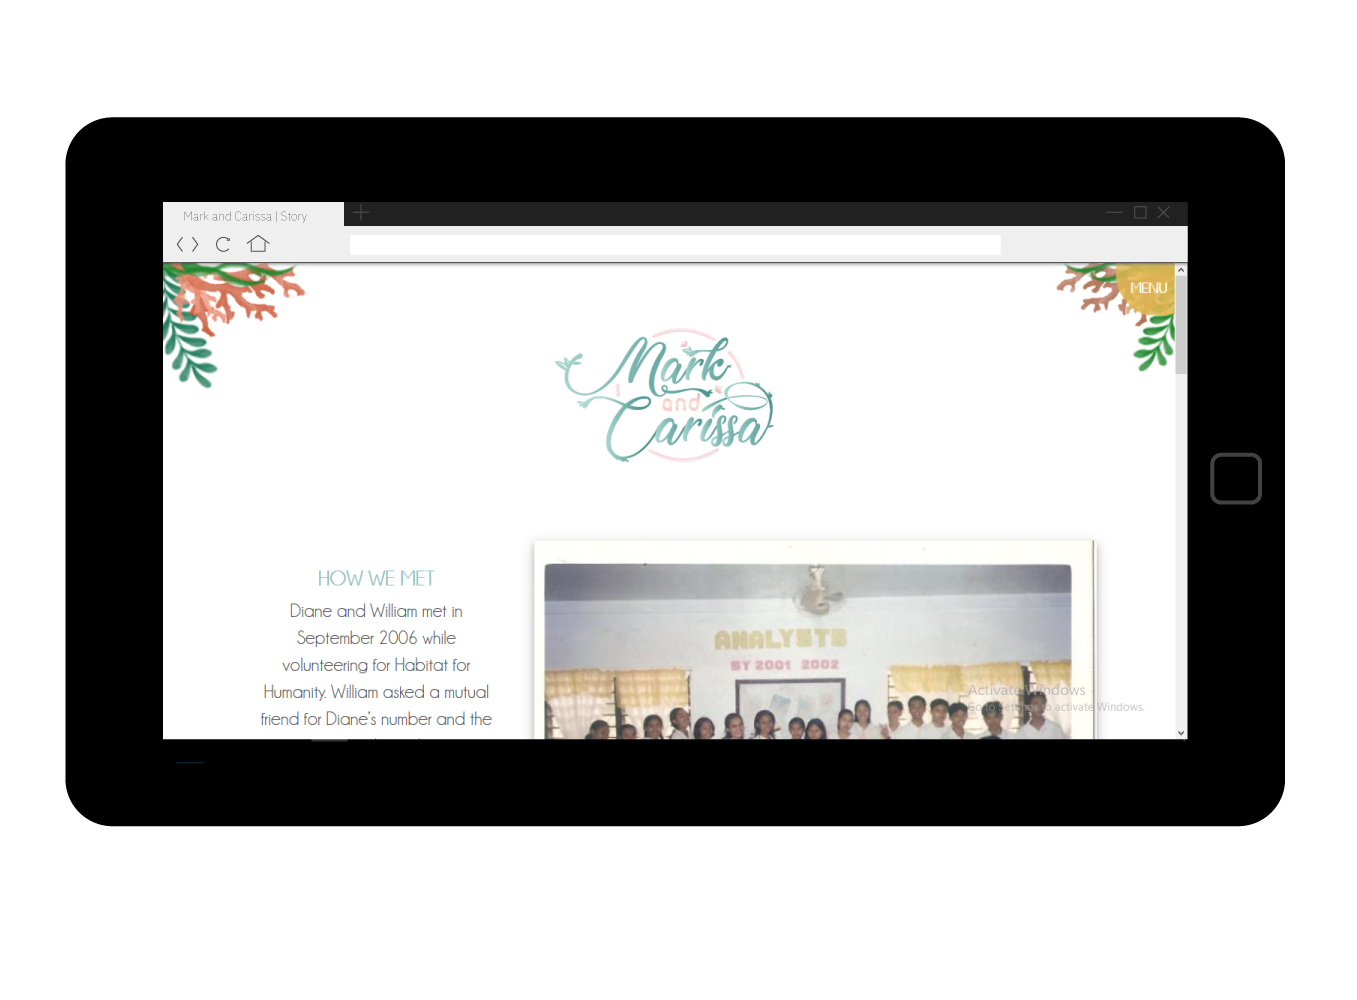 Mark and Carissa | Story
MENU
Mark
and
Carissa
HOW WE MET
Diane and William met in
September 2006 while
volunteering for Habitat for
Humanity. William asked a mutual
friend for Diane's number and the
ANALYSTS
SY 2001 2002
Activate Windows
Go to Settings to activate Windows.